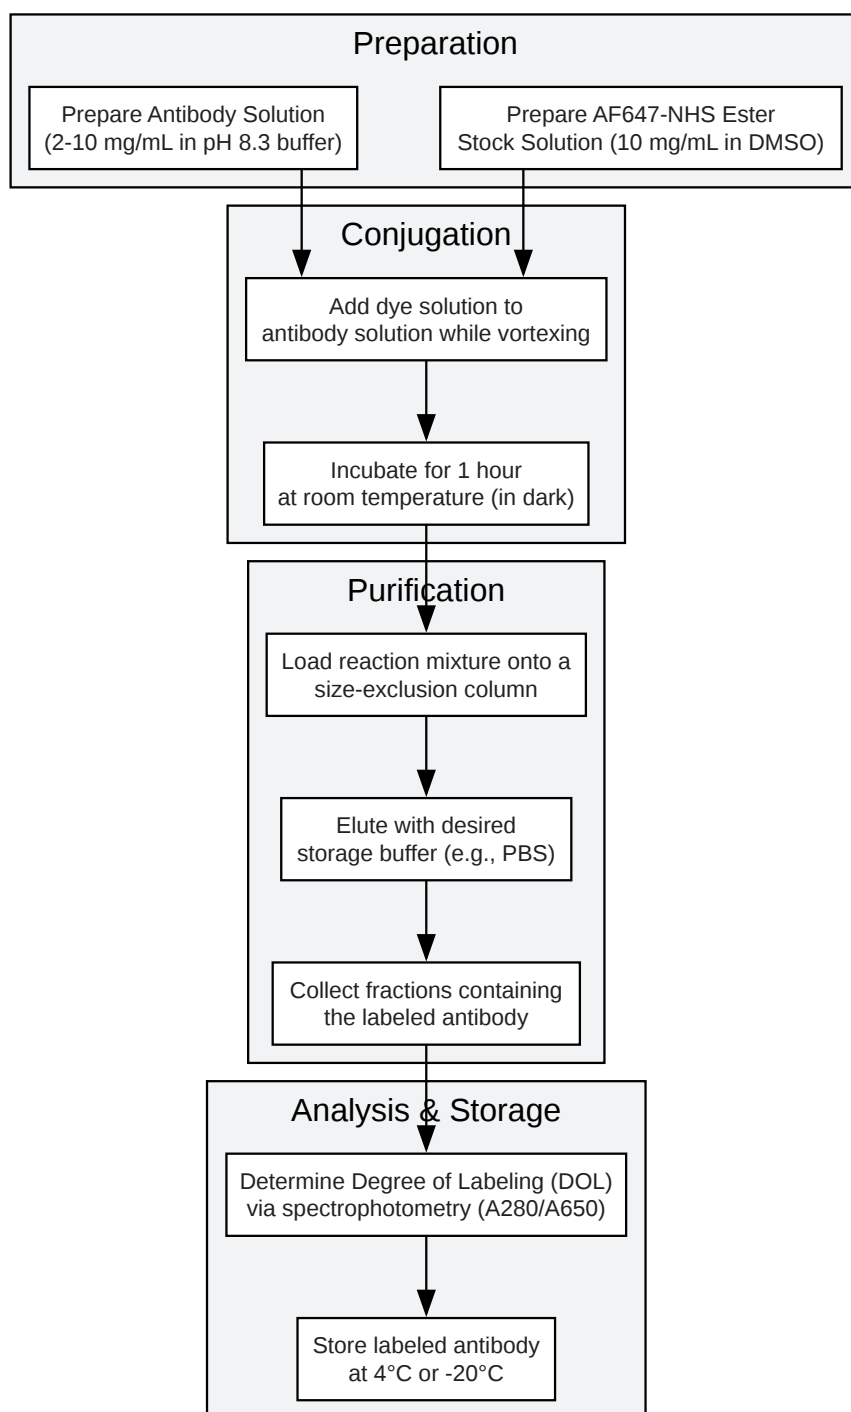 Preparation
Prepare Antibody Solution
(2-10 mg/mL in pH 8.3 buffer)
Prepare AF647-NHS Ester
Stock Solution (10 mg/mL in DMSO)
Conjugation
Add dye solution to
antibody solution while vortexing
Incubate for 1 hour
at room temperature (in dark)
Purification
Load reaction mixture onto a
size-exclusion column
Elute with desired
storage buffer (e.g., PBS)
Collect fractions containing
the labeled antibody
Analysis & Storage
Determine Degree of Labeling (DOL)
via spectrophotometry (A280/A650)
Store labeled antibody
at 4°C or -20°C